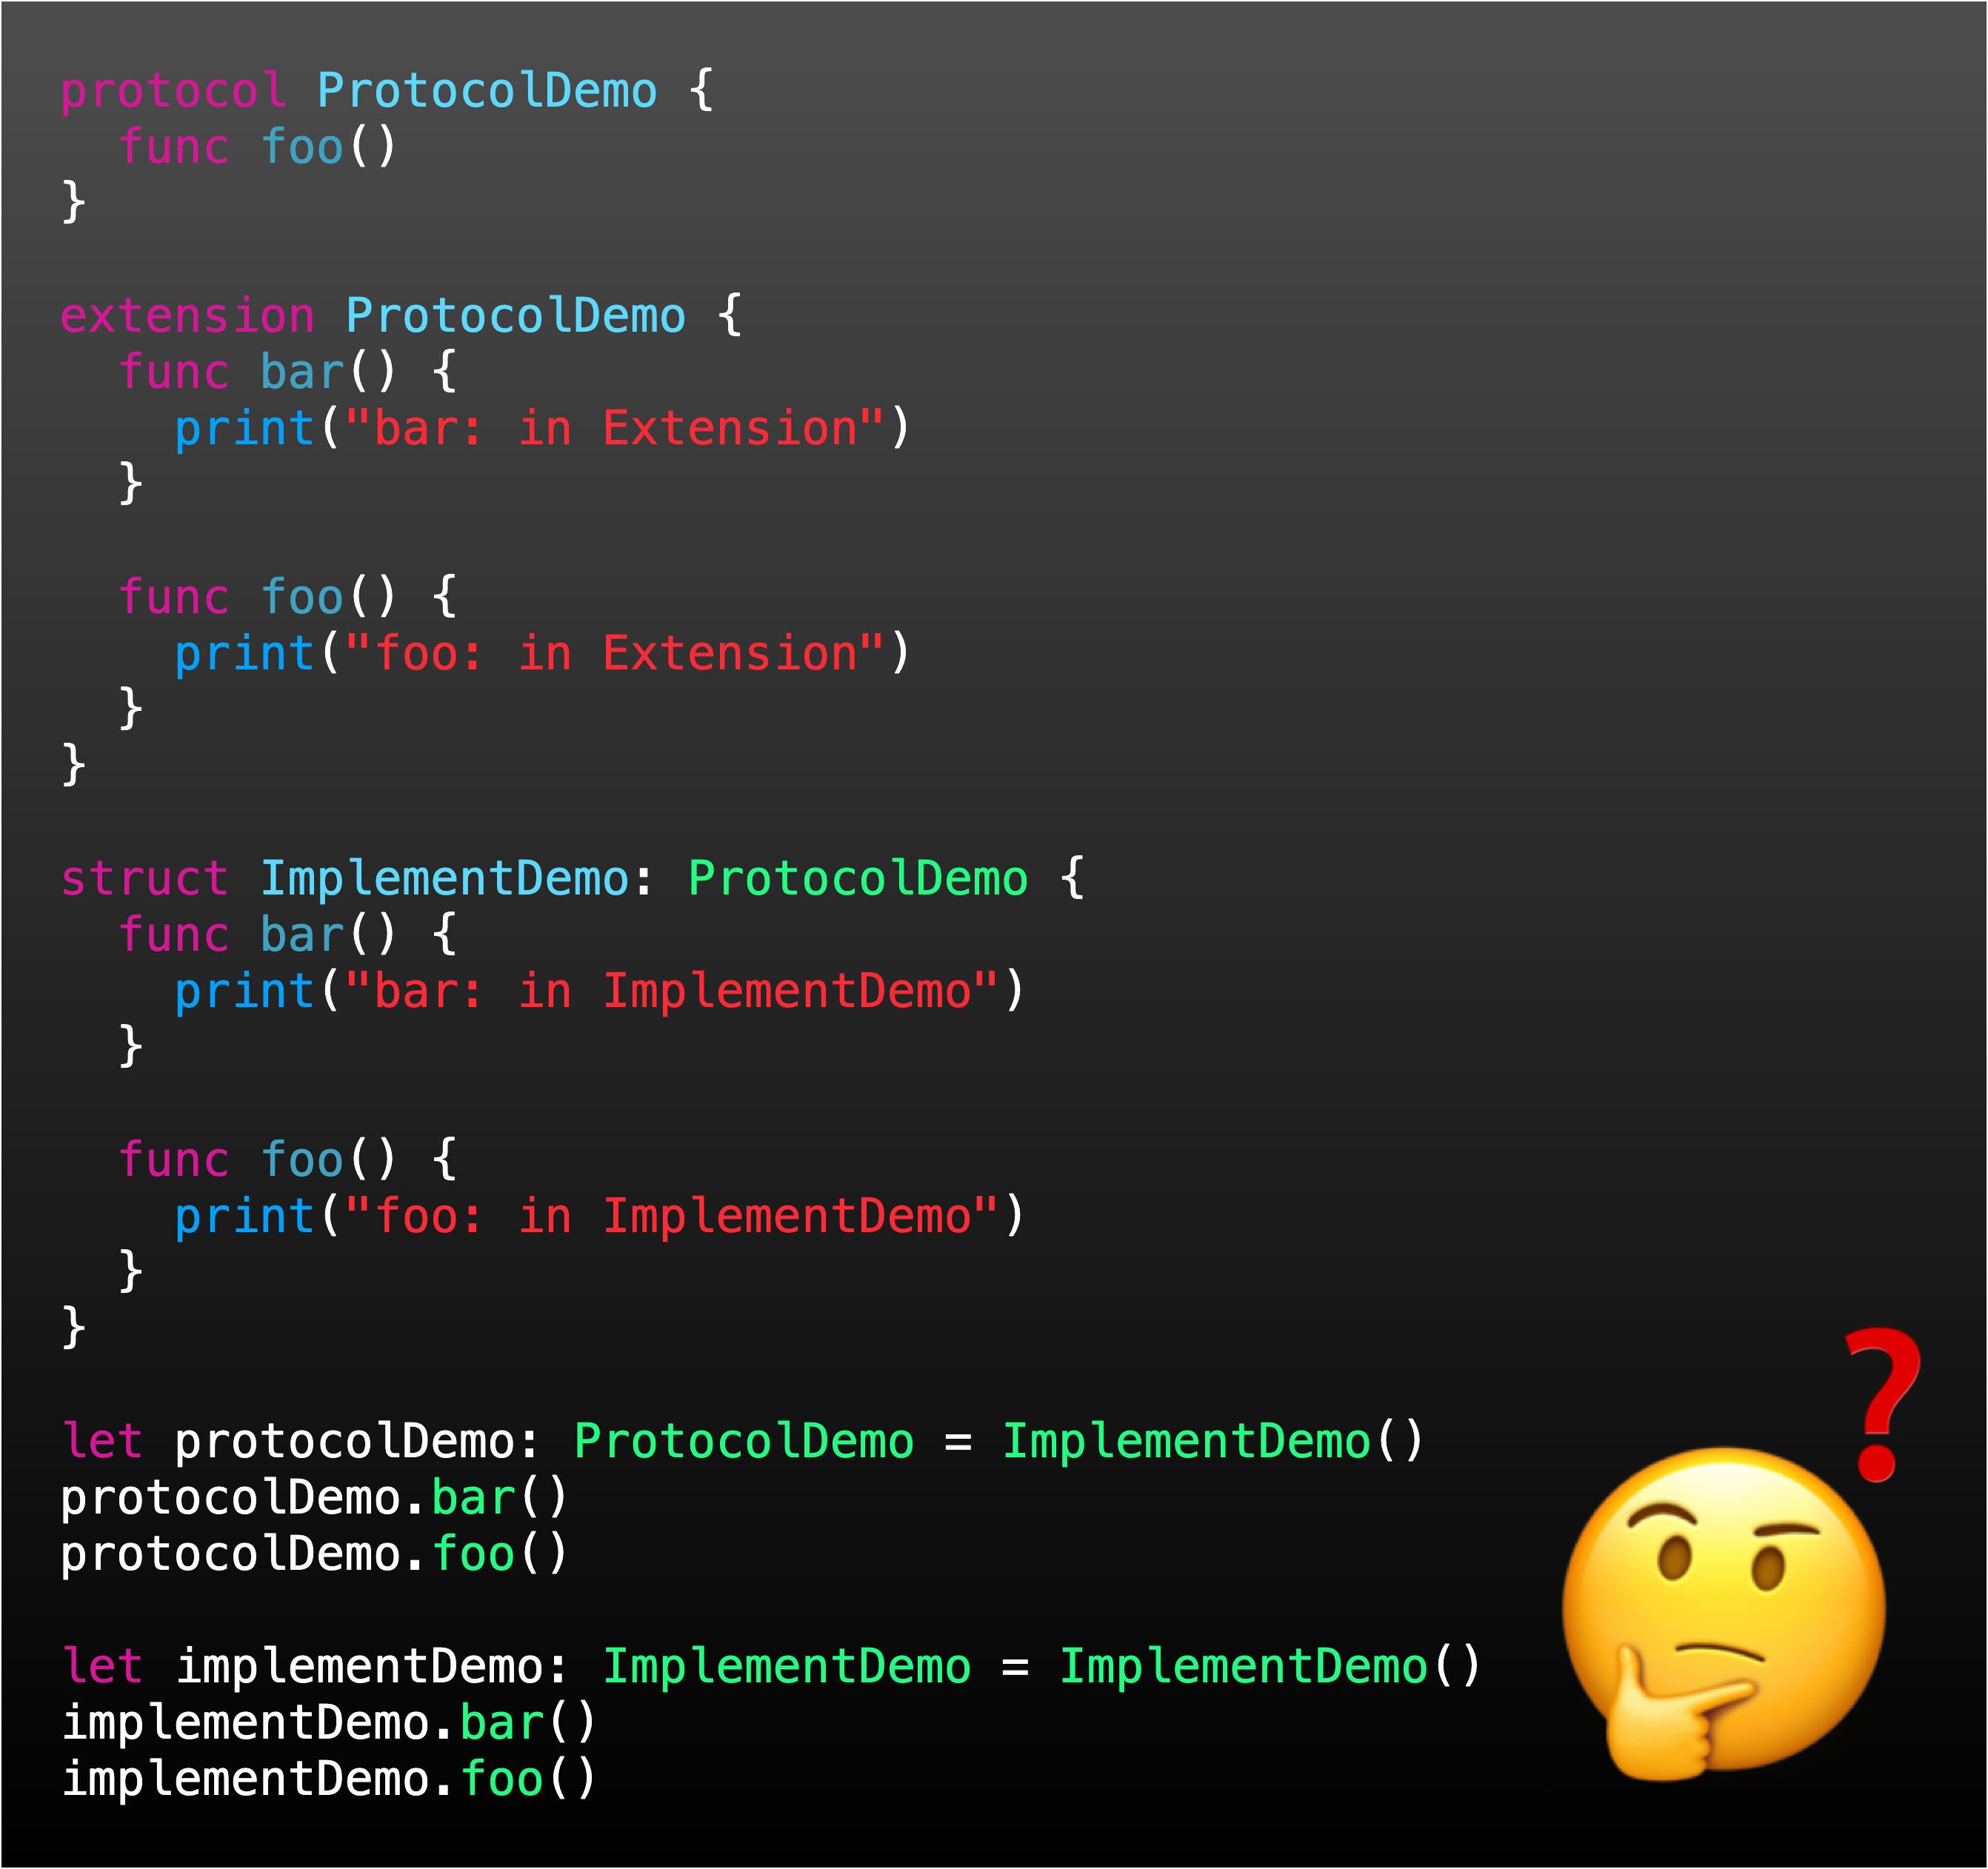 protocol ProtocolDemo {
  func foo()
}

extension ProtocolDemo {
  func bar() {
    print("bar: in Extension")
  }

  func foo() {
    print("foo: in Extension")
  }
}

struct ImplementDemo: ProtocolDemo {
  func bar() {
    print("bar: in ImplementDemo")
  }

  func foo() {
    print("foo: in ImplementDemo")
  }
}

let protocolDemo: ProtocolDemo = ImplementDemo()
protocolDemo.bar()
protocolDemo.foo()

let implementDemo: ImplementDemo = ImplementDemo()
implementDemo.bar()
implementDemo.foo()
?